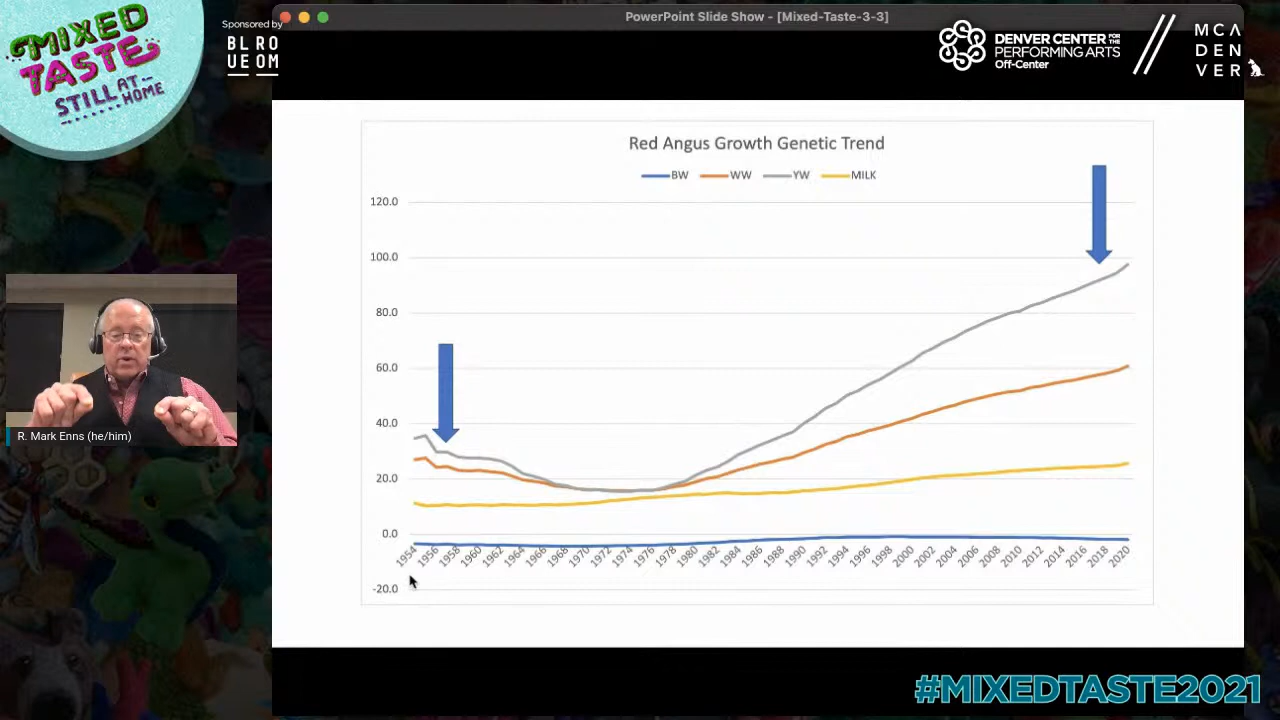 MIXED
TASTE
STILL AT
HOME
Sponsored by
BL RO
UE OM
PowerPoint Slide Show - [Mixed-Taste-3-3]
DENVER CENTER FOR THE
PERFORMING ARTS
Off-Center
MCA
DEN
VER
Red Angus Growth Genetic Trend
BW WW YW MILK
120.0
100.0
80.0
60.0
40.0
20.0
0.0
-20.0
1954 1956 1958 1960 1962 1964 1966 1968 1970 1972 1974 1976 1978 1980 1982 1984 1986 1988 1990 1992 1994 1996 1998 2000 2002 2004 2006 2008 2010 2012 2014 2016 2018 2020
R. Mark Enns (he/him)
#MIXEDTASTE2021